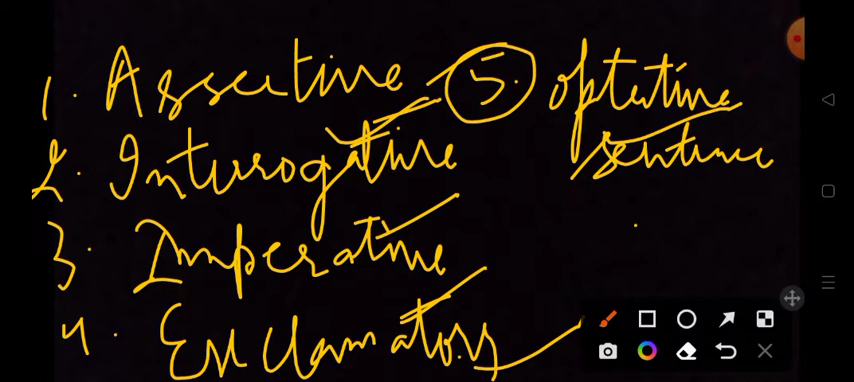 1. Assertive
2. Interrogative
3. Imperative
4. Exclamatory
5. optative
sentence